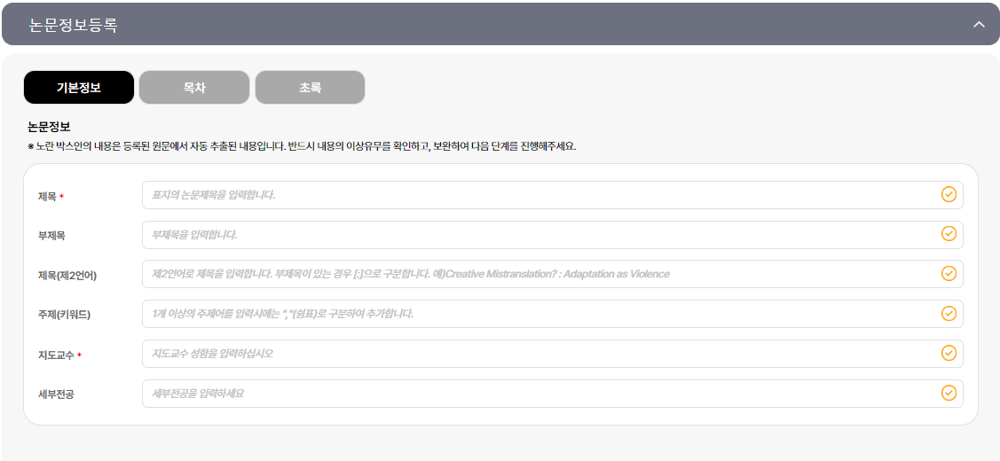 논문정보등록
기본정보 목차 초록
논문정보
※ 노란 박스안의 내용은 등록된 원문에서 자동 추출된 내용입니다. 반드시 내용의 이상유무를 확인하고, 보완하여 다음 단계를 진행해주세요.
제목 * 표지의 논문제목을 입력합니다.
부제목 부제목을 입력합니다.
제목(제2언어) 제2언어로 제목을 입력합니다. 부제목이 있는 경우 [:]으로 구분합니다. 예)Creative Mistranslation? : Adaptation as Violence
주제(키워드) 1개 이상의 주제어를 입력시에는 ","(쉼표)로 구분하여 추가합니다.
지도교수 * 지도교수 성함을 입력하십시오
세부전공 세부전공을 입력하세요